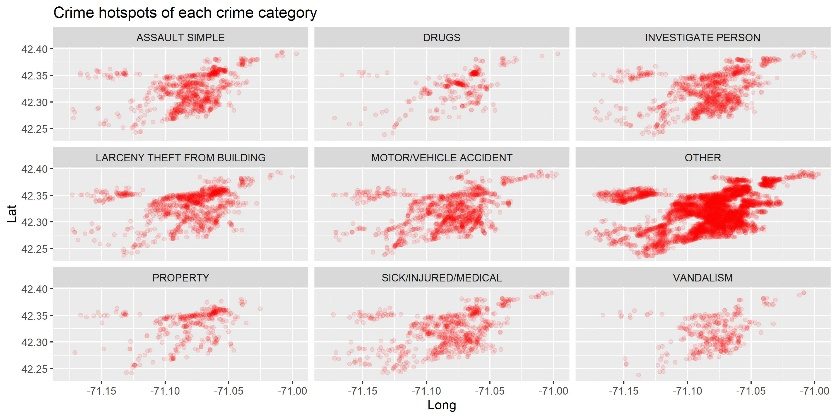 Crime hotspots of each crime category
ASSAULT SIMPLE DRUGS INVESTIGATE PERSON
42.40
42.35
42.30
42.25
LARCENY THEFT FROM BUILDING MOTOR/VEHICLE ACCIDENT OTHER
42.40
42.35
42.30
42.25
Lat
PROPERTY SICK/INJURED/MEDICAL VANDALISM
42.40
42.35
42.30
42.25
-71.15 -71.10 -71.05 -71.00 -71.15 -71.10 -71.05 -71.00 -71.15 -71.10 -71.05 -71.00
Long